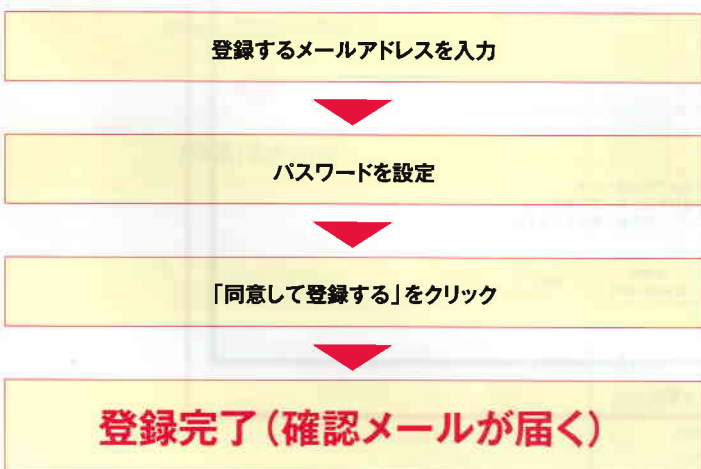 登録するメールアドレスを入力
パスワードを設定
「同意して登録する」をクリック
登録完了（確認メールが届く）